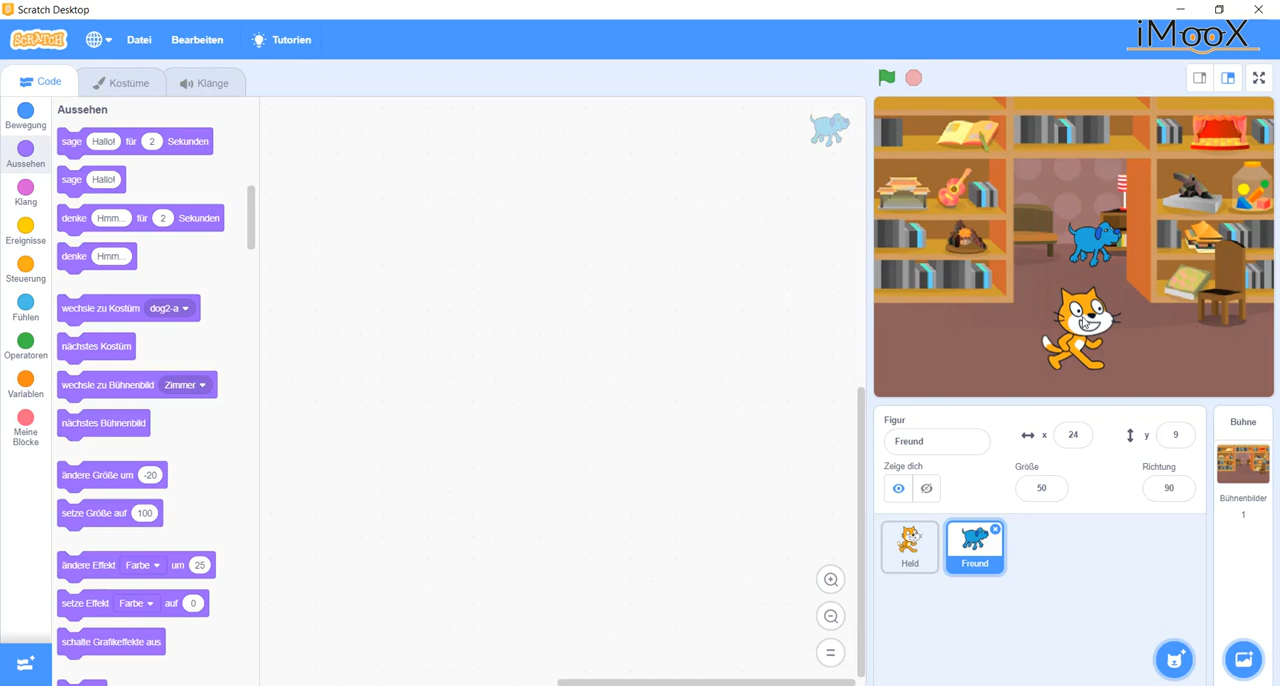 Scratch Desktop
SCRATCH Datei Bearbeiten Tutorien
iMooX
Code Kostüme Klänge
Bewegung
Aussehen
Klang
Ereignisse
Steuerung
Fühlen
Operatoren
Variablen
Meine
Blöcke
Aussehen
sage Hallo! für 2 Sekunden
sage Hallo!
denke Hmm... für 2 Sekunden
denke Hmm...
wechsle zu Kostüm dog2-a
nächstes Kostüm
wechsle zu Bühnenbild Zimmer
nächstes Bühnenbild
ändere Größe um -20
setze Größe auf 100
ändere Effekt Farbe um 25
setze Effekt Farbe auf 0
schalte Grafikeffekte aus
Figur
Freund
x 24
y 9
Zeige dich
Größe
50
Richtung
90
Held
Freund
Bühne
Bühnenbilder
1